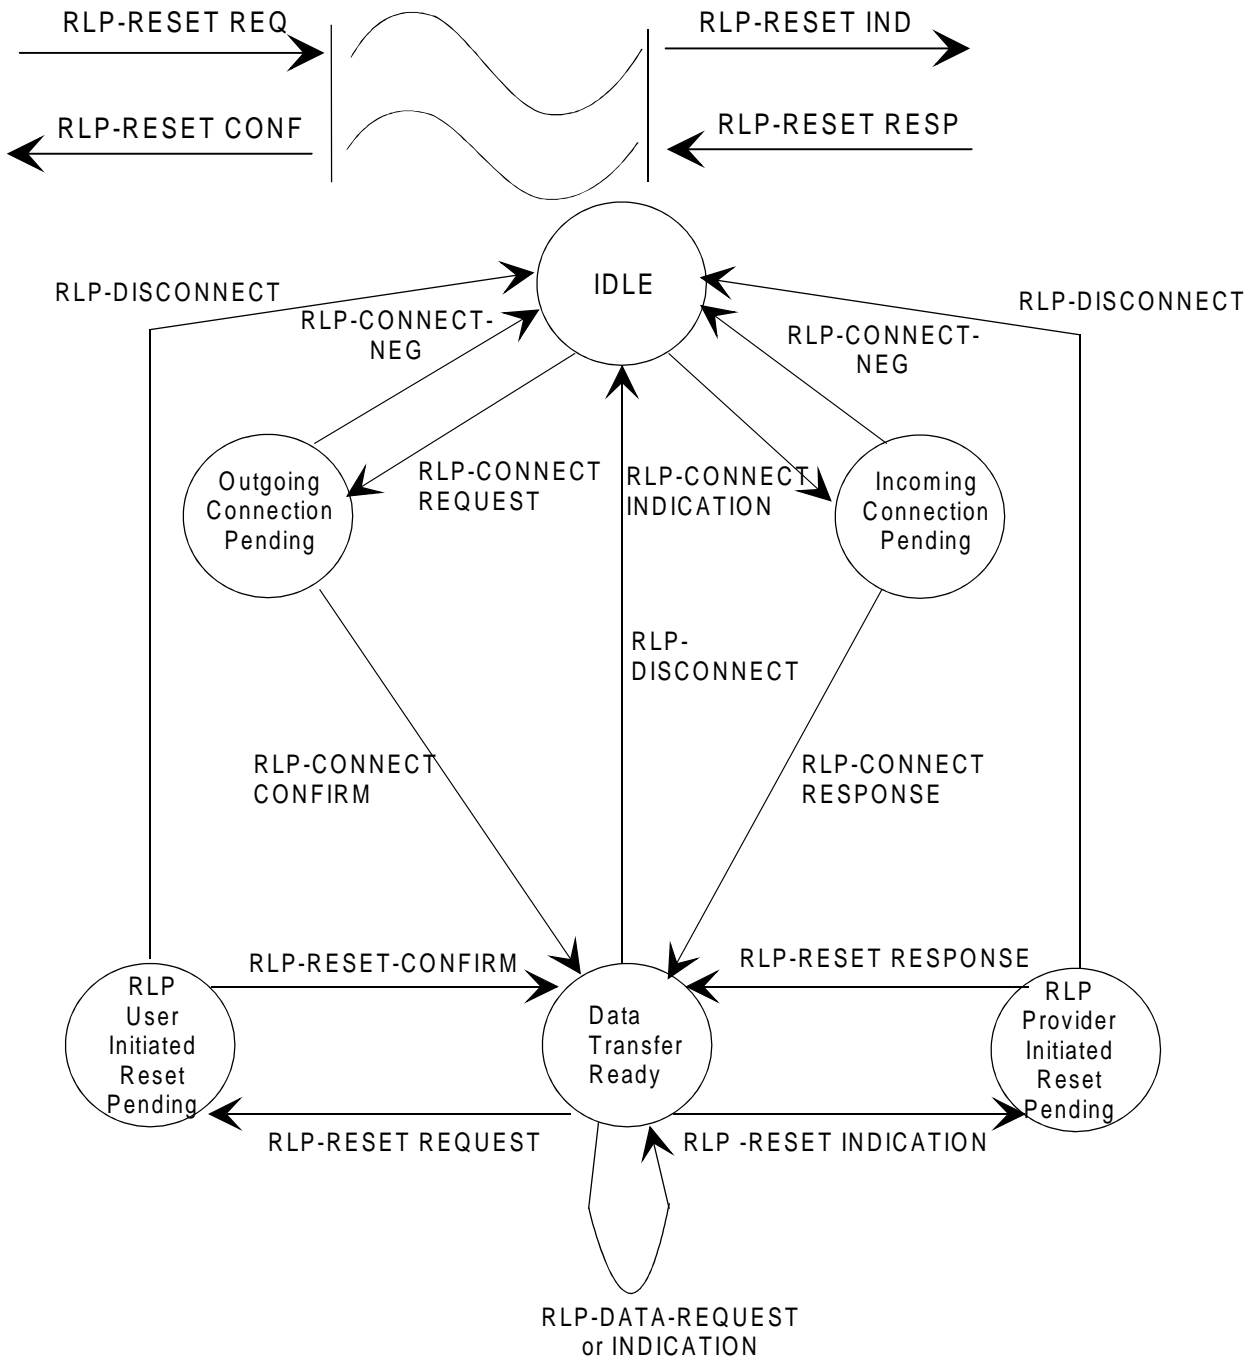 RLP-RESET REQ
RLP-RESET IND
RLP-RESET CONF
RLP-RESET RESP
IDLE
RLP-DISCONNECT
RLP-DISCONNECT
RLP-CONNECT-
NEG
RLP-CONNECT-
NEG
Outgoing
Connection
Pending
RLP-CONNECT
REQUEST
RLP-CONNECT
INDICATION
Incoming
Connection
Pending
RLP-
DISCONNECT
RLP-CONNECT
CONFIRM
RLP-CONNECT
RESPONSE
RLP-RESET-CONFIRM
RLP-RESET RESPONSE
RLP
User
Initiated
Reset
Pending
Data
Transfer
Ready
RLP
Provider
Initiated
Reset
Pending
RLP-RESET REQUEST
RLP -RESET INDICATION
RLP-DATA-REQUEST
or INDICATION